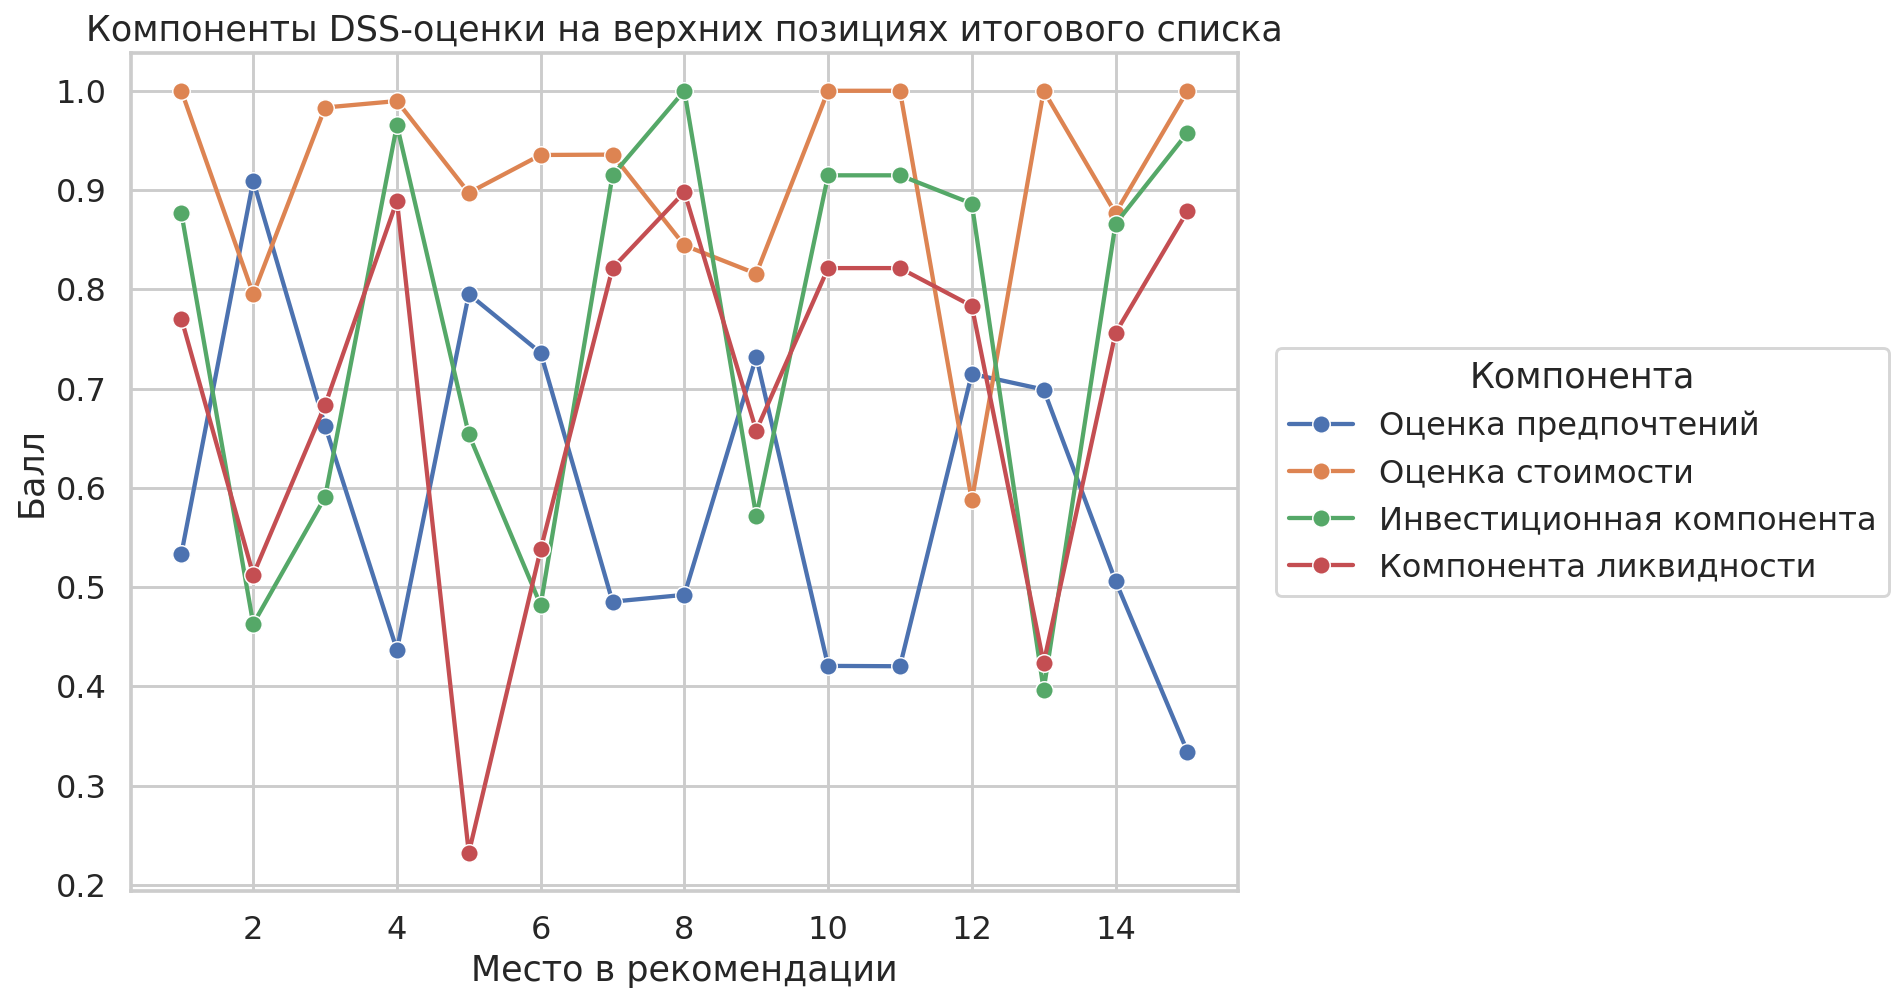 Компоненты DSS-оценки на верхних позициях итогового списка
Балл
1.0
0.9
0.8
0.7
0.6
0.5
0.4
0.3
0.2
2 4 6 8 10 12 14
Место в рекомендации
Компонента
Оценка предпочтений
Оценка стоимости
Инвестиционная компонента
Компонента ликвидности